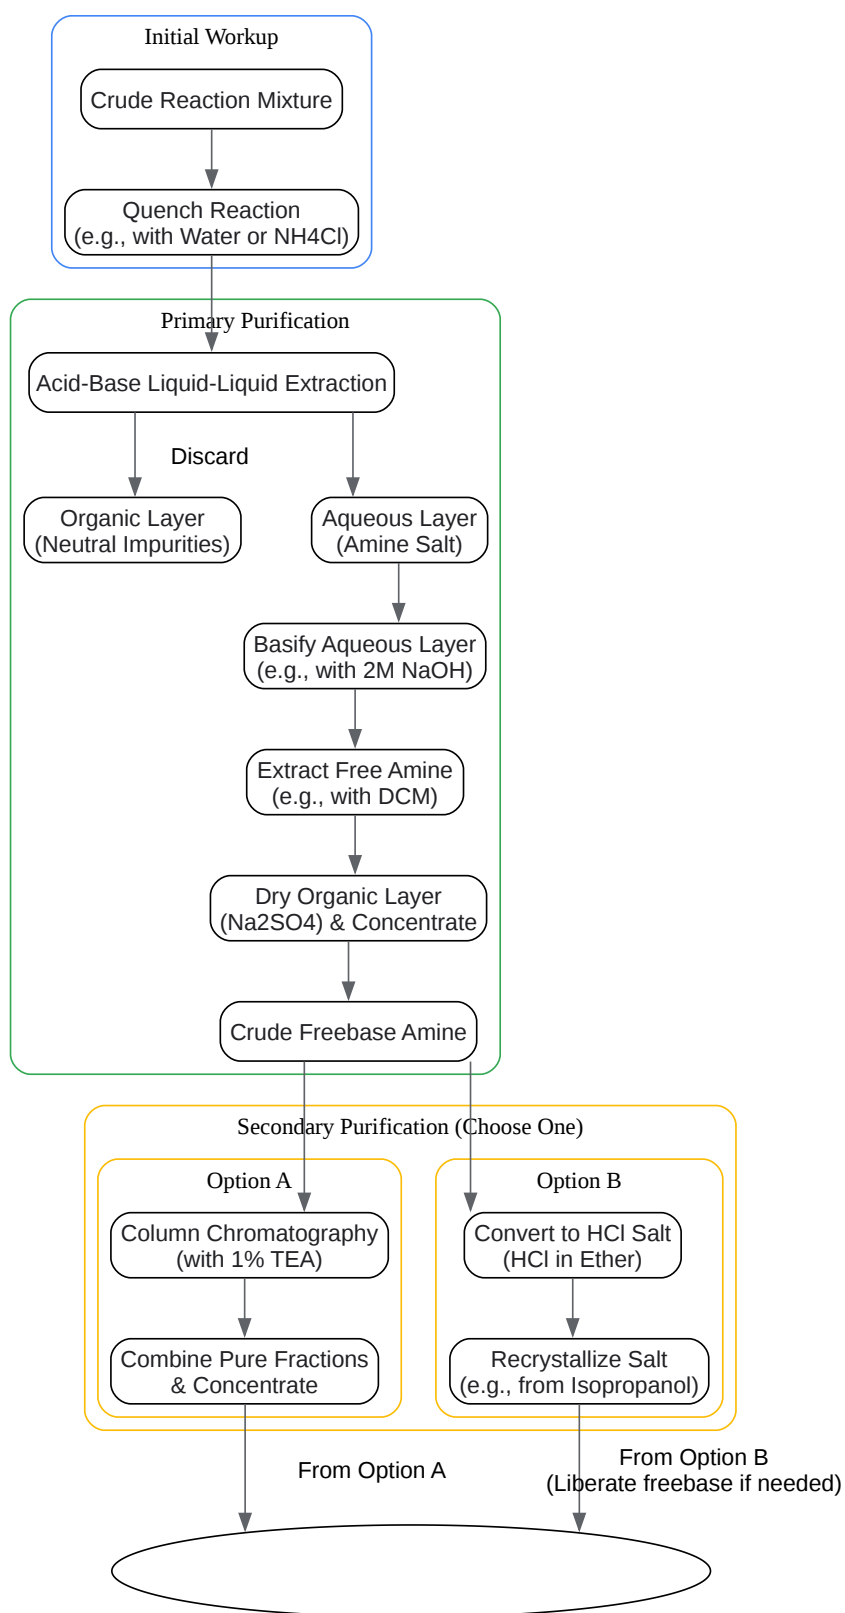 Initial Workup
Crude Reaction Mixture
Quench Reaction
(e.g., with Water or NH4Cl)
Primary Purification
Acid-Base Liquid-Liquid Extraction
Discard
Organic Layer
(Neutral Impurities)
Aqueous Layer
(Amine Salt)
Basify Aqueous Layer
(e.g., with 2M NaOH)
Extract Free Amine
(e.g., with DCM)
Dry Organic Layer
(Na2SO4) & Concentrate
Crude Freebase Amine
Secondary Purification (Choose One)
Option A
Column Chromatography
(with 1% TEA)
Combine Pure Fractions
& Concentrate
Option B
Convert to HCl Salt
(HCl in Ether)
Recrystallize Salt
(e.g., from Isopropanol)
From Option A
From Option B
(Liberate freebase if needed)